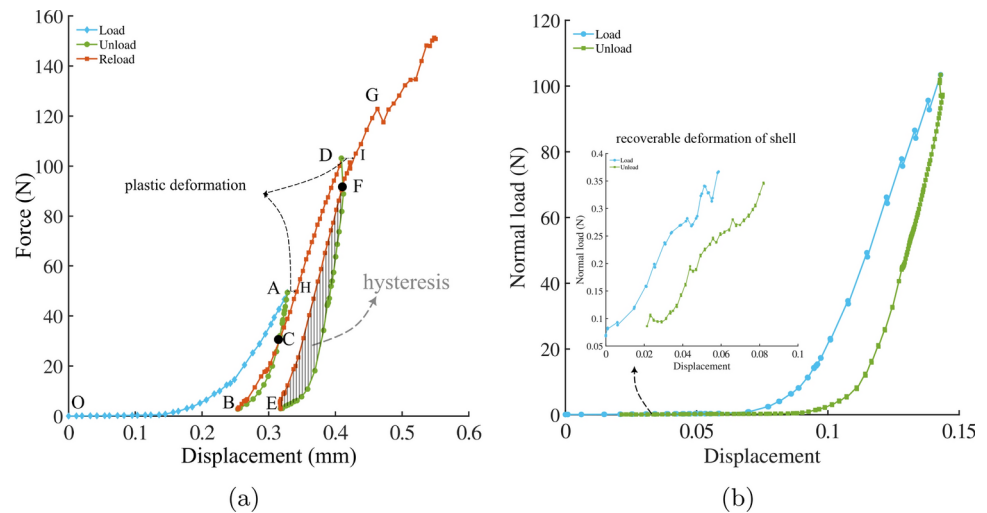 160
140
120
100
80
60
40
20
0
Force (N)
Load
Unload
Reload
G
D
I
F
plastic deformation
A
H
hysteresis
C
B
E
O
0
0.1
0.2
0.3
0.4
0.5
0.6
Displacement (mm)
(a)
120
100
80
60
40
20
0
Normal load (N)
Load
Unload
recoverable deformation of shell
0.4
0.35
0.3
0.25
0.2
0.15
0.1
0.05
Normal load (N)
Load
Unload
0
0.02
0.04
0.06
0.08
0.1
Displacement
0
0.05
0.1
0.15
Displacement
(b)